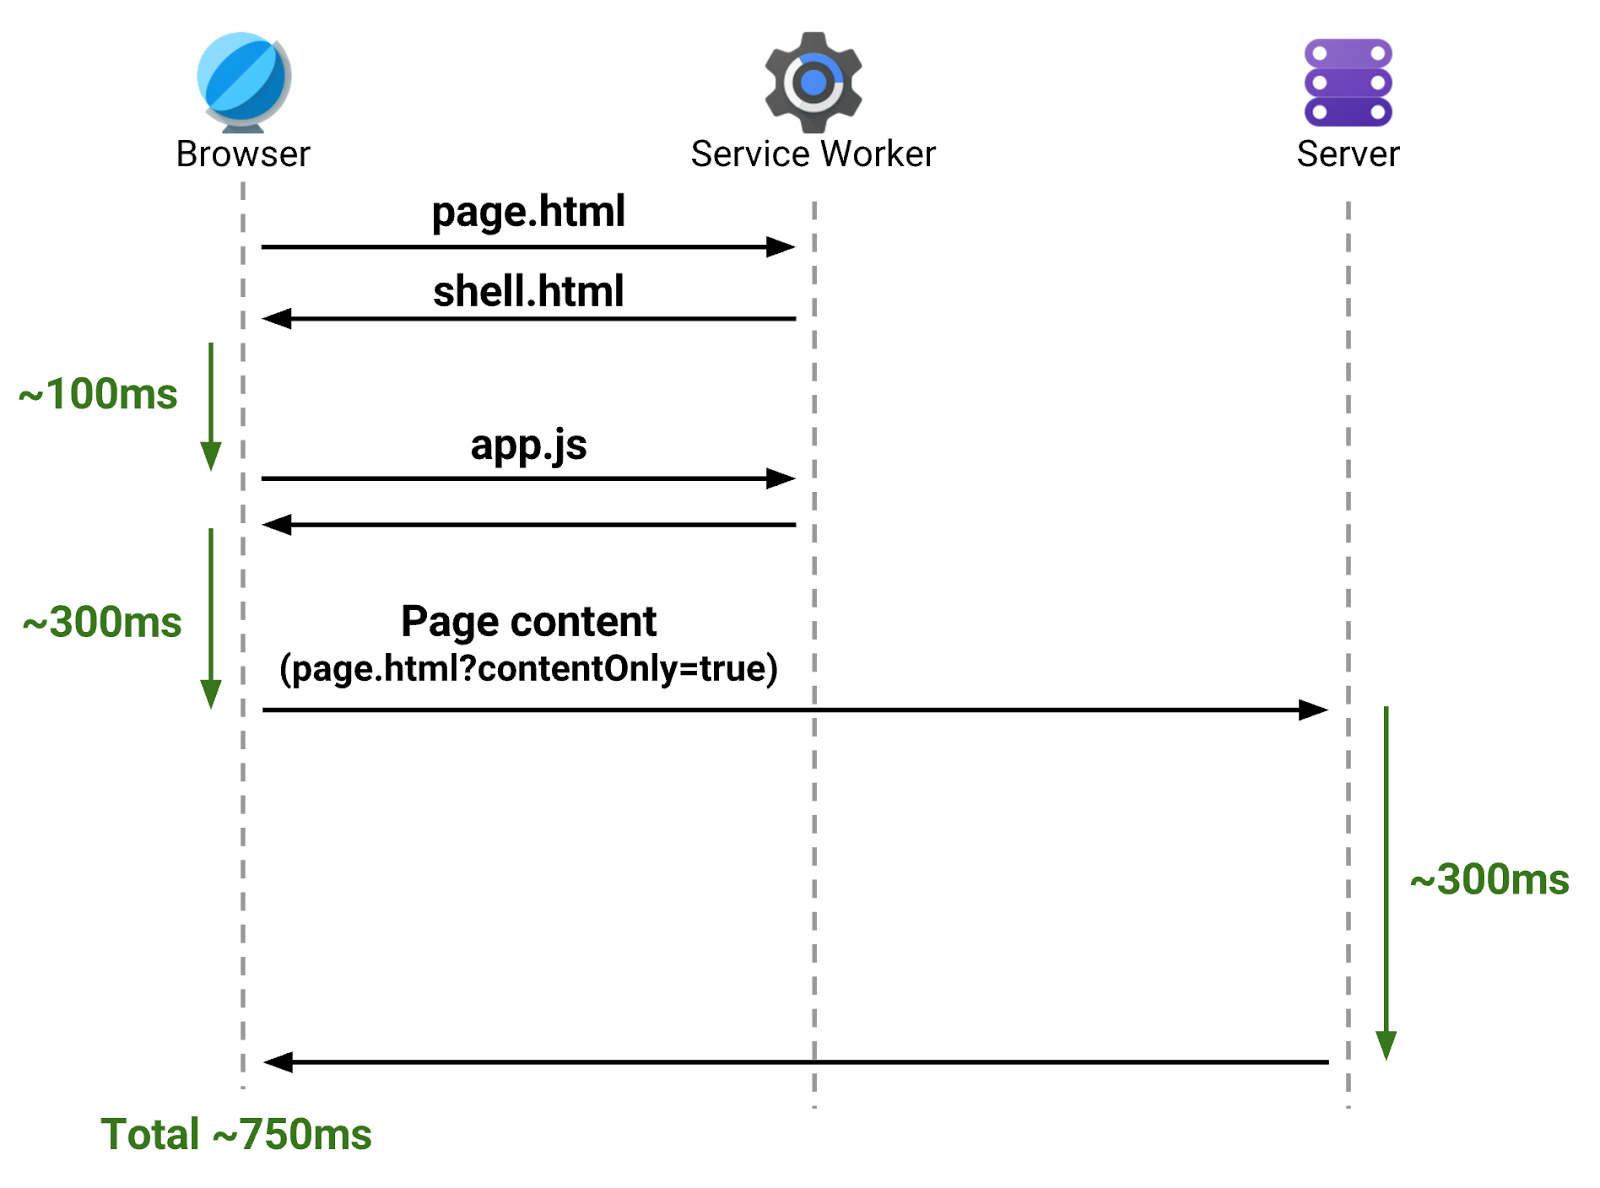 Browser
Service Worker
Server
page.html
shell.html
~100ms
app.js
~300ms
Page content
(page.html?contentOnly=true)
~300ms
Total ~750ms